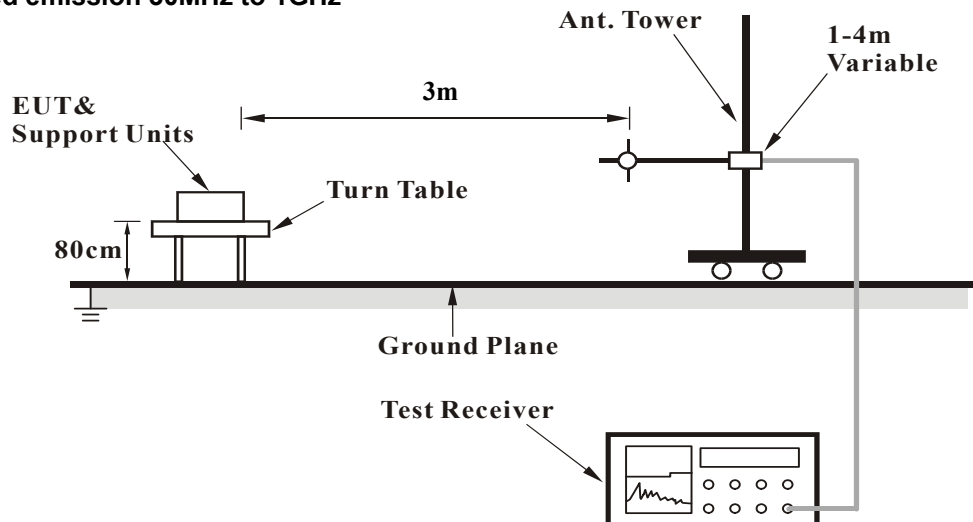 Ant. Tower
1-4m
Variable
3m
EUT&
Support Units
Turn Table
80cm
Ground Plane
Test Receiver